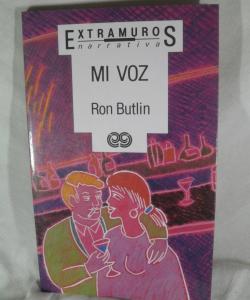 EXTRAMUROS
narrativa
MI VOZ
Ron Butlin